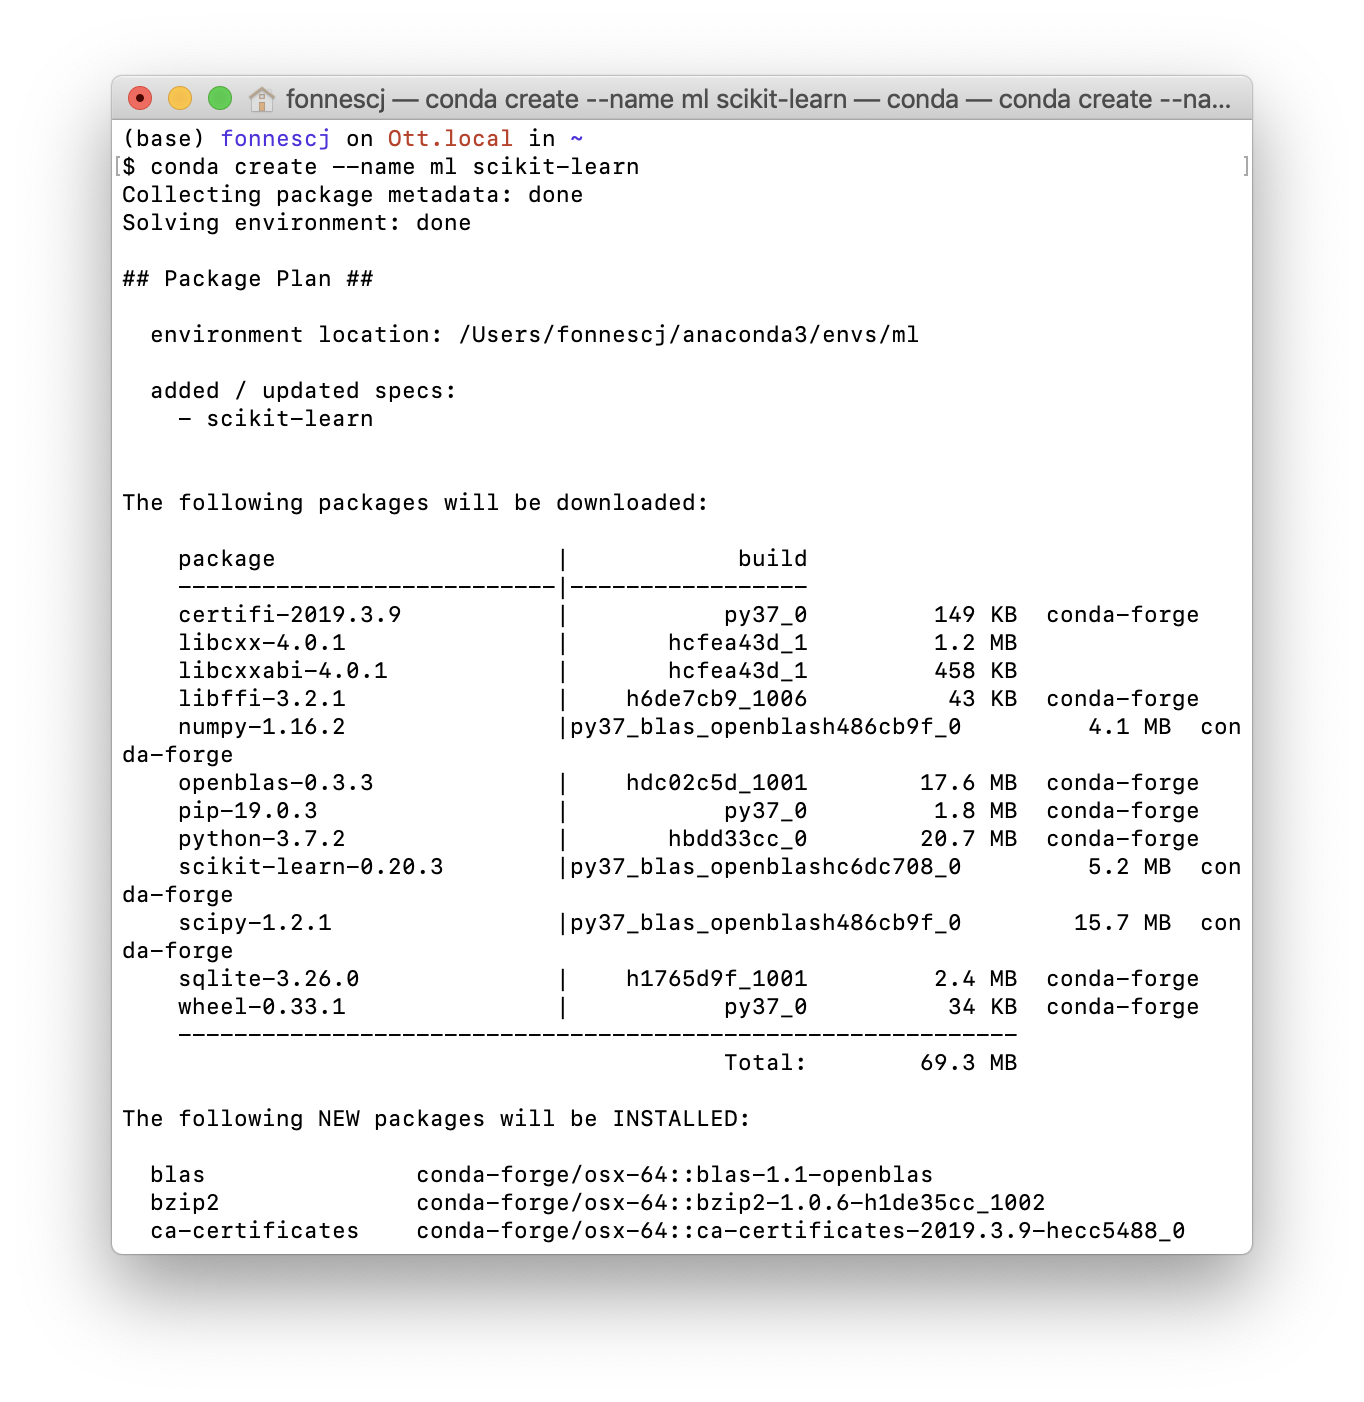 fonnescj — conda create --name ml scikit-learn — conda — conda create --na...
(base) fonnescj on Ott.local in ~
[$ conda create --name ml scikit-learn ]
Collecting package metadata: done
Solving environment: done
## Package Plan ##
environment location: /Users/fonnescj/anaconda3/envs/ml
added / updated specs:
- scikit-learn
The following packages will be downloaded:
package | build
---------------------------|-----------------
certifi-2019.3.9 | py37_0 149 KB conda-forge
libcxx-4.0.1 | hcfea43d_1 1.2 MB
libcxxabi-4.0.1 | hcfea43d_1 458 KB
libffi-3.2.1 | h6de7cb9_1006 43 KB conda-forge
numpy-1.16.2 |py37_blas_openblash486cb9f_0 4.1 MB con
da-forge
openblas-0.3.3 | hdc02c5d_1001 17.6 MB conda-forge
pip-19.0.3 | py37_0 1.8 MB conda-forge
python-3.7.2 | hbdd33cc_0 20.7 MB conda-forge
scikit-learn-0.20.3 |py37_blas_openblashc6dc708_0 5.2 MB con
da-forge
scipy-1.2.1 |py37_blas_openblash486cb9f_0 15.7 MB con
da-forge
sqlite-3.26.0 | h1765d9f_1001 2.4 MB conda-forge
wheel-0.33.1 | py37_0 34 KB conda-forge
------------------------------------------------------------
Total: 69.3 MB
The following NEW packages will be INSTALLED:
blas conda-forge/osx-64::blas-1.1-openblas
bzip2 conda-forge/osx-64::bzip2-1.0.6-h1de35cc_1002
ca-certificates conda-forge/osx-64::ca-certificates-2019.3.9-hecc5488_0